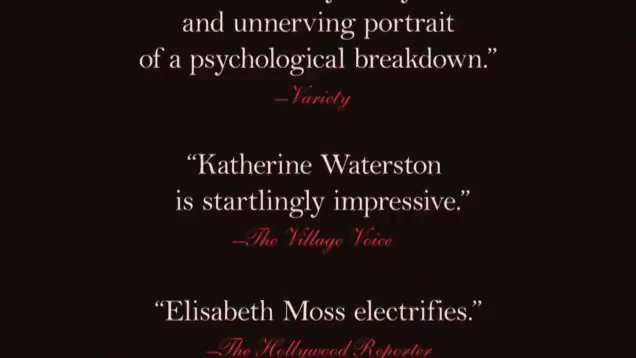 and unnerving portrait
of a psychological breakdown.”
—Variety
“Katherine Waterston
is startlingly impressive.”
—The Village Voice
“Elisabeth Moss electrifies.”
—The Hollywood Reporter